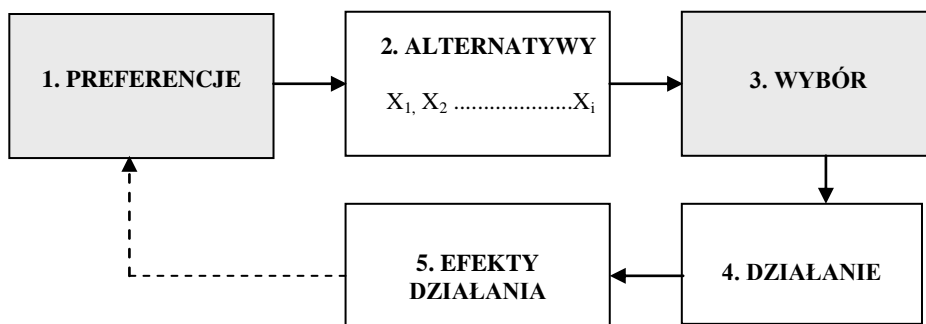 1. PREFERENCJE
2. ALTERNATYWY
X₁, X₂ .....................Xᵢ
3. WYBÓR
4. DZIAŁANIE
5. EFEKTY
DZIAŁANIA